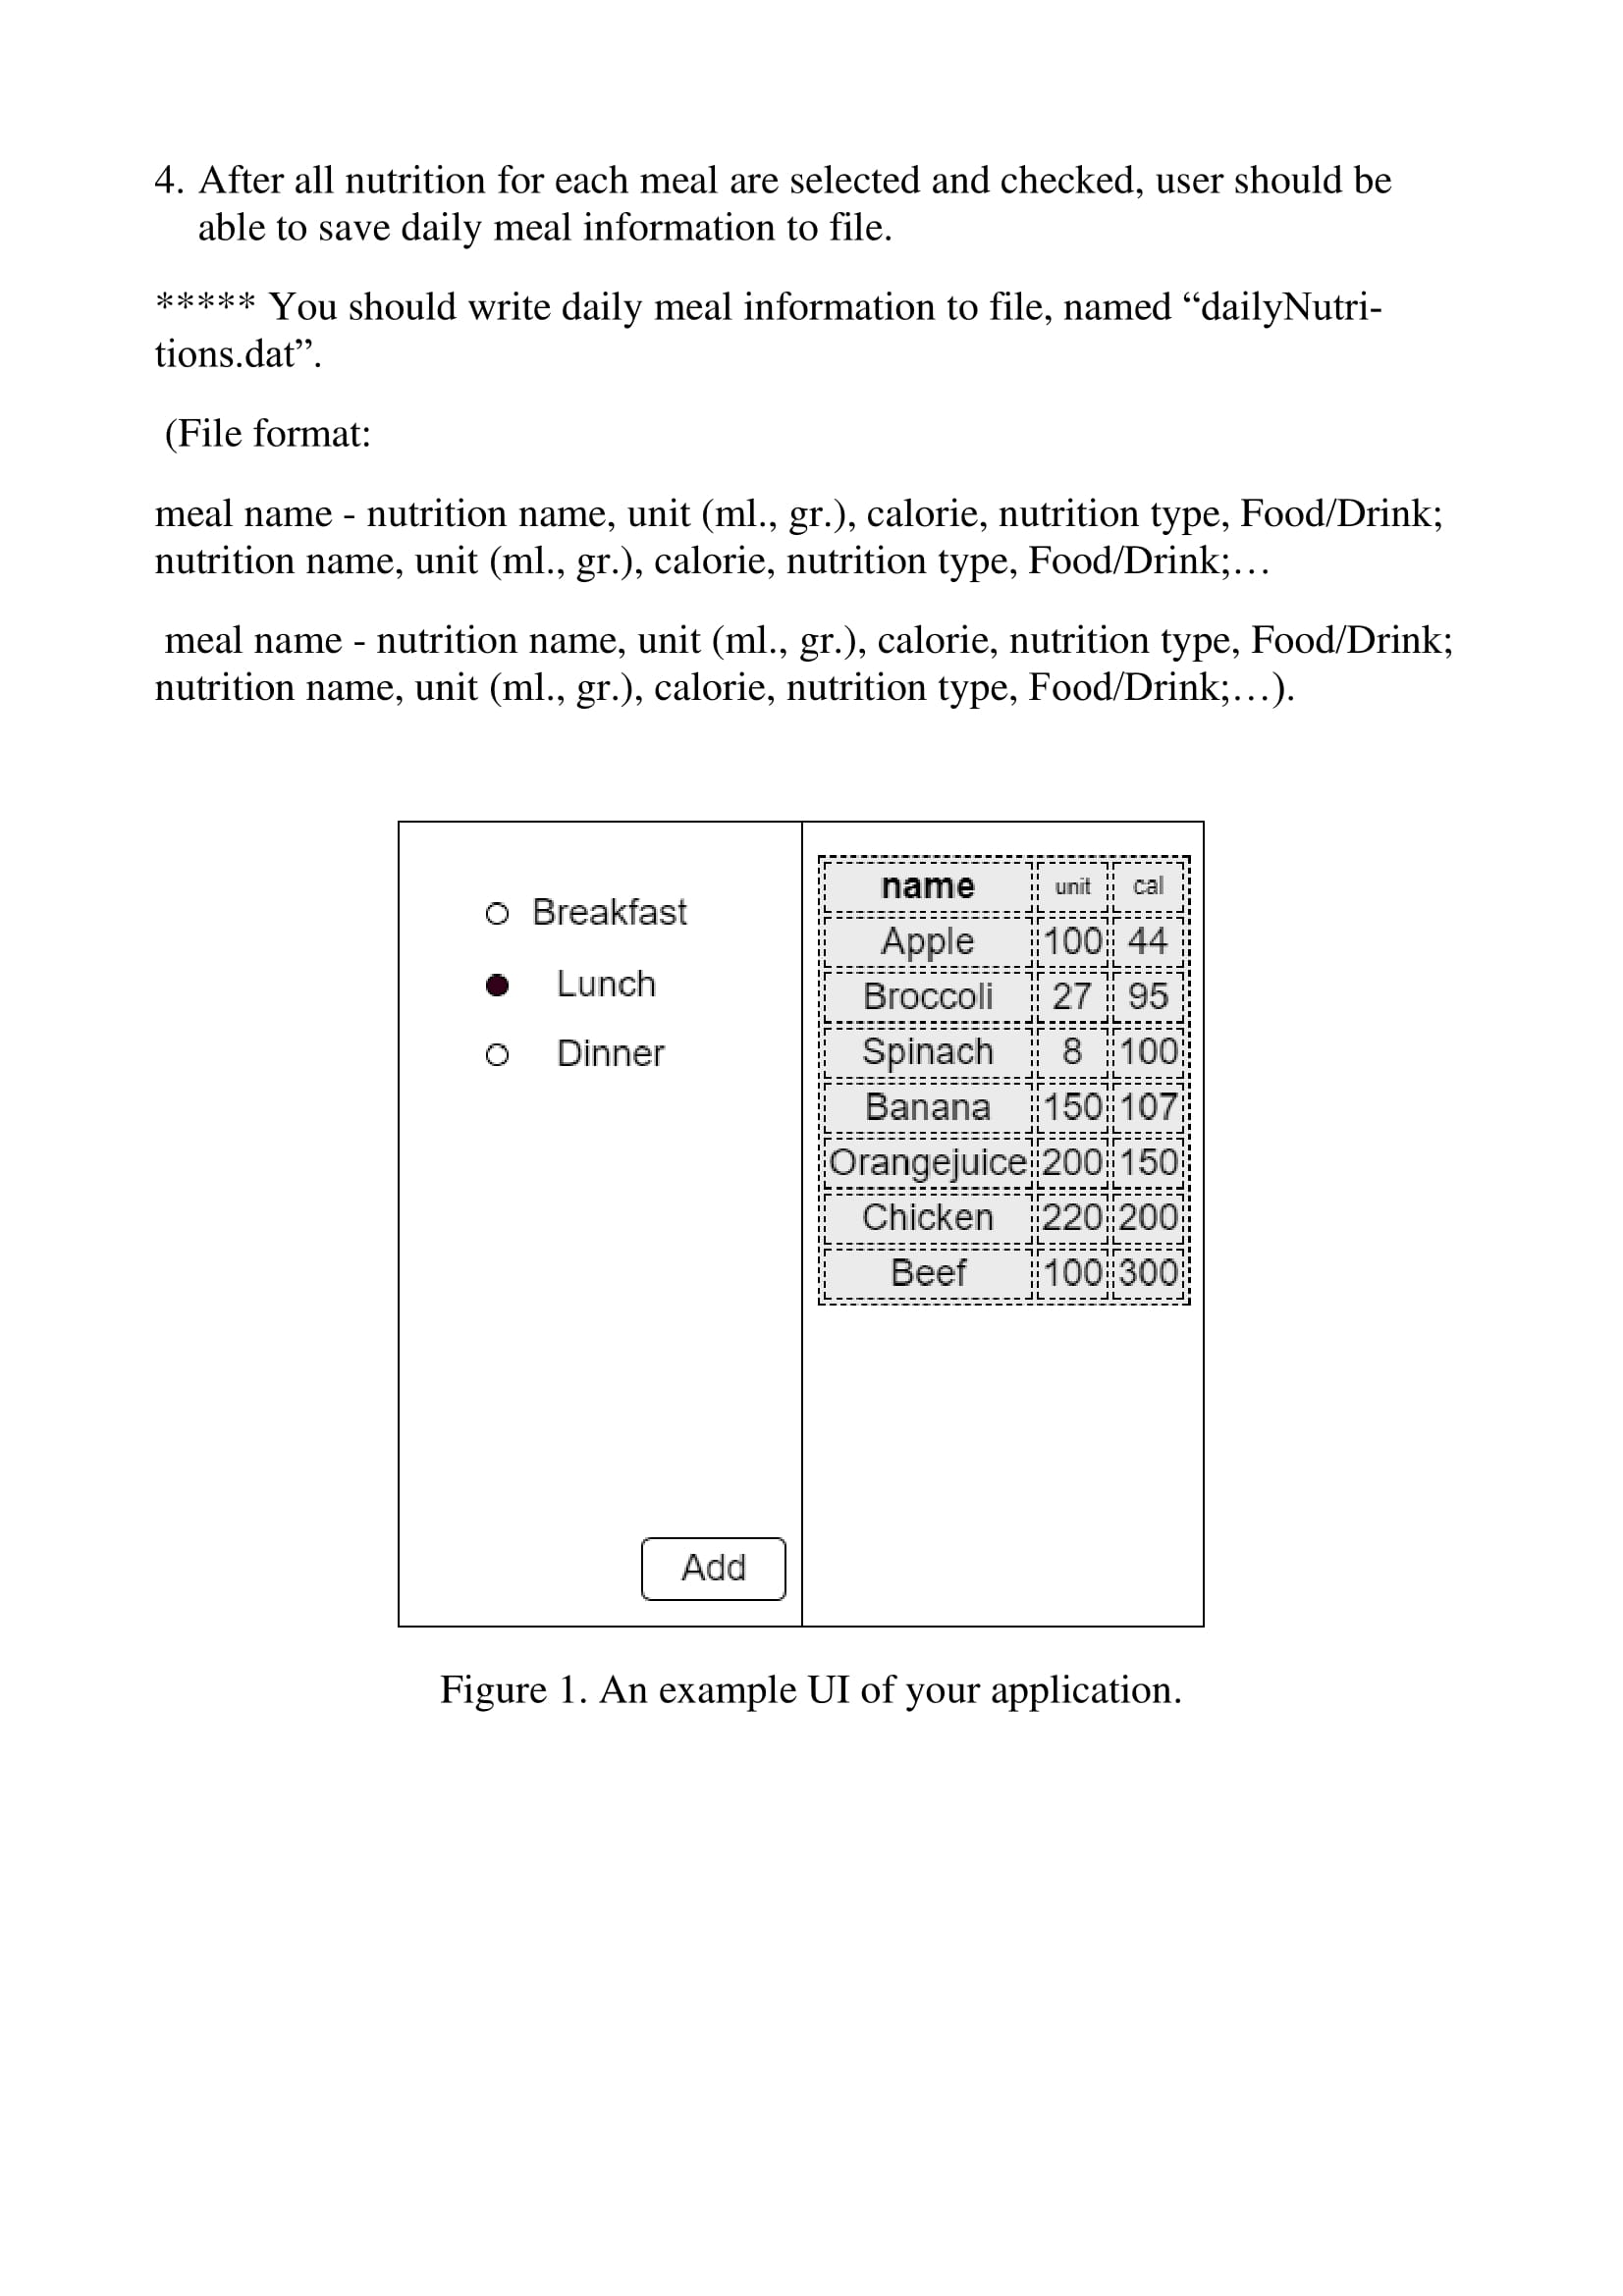 4. After all nutrition for each meal are selected and checked, user should be
able to save daily meal information to file.
***** You should write daily meal information to file, named “dailyNutri-
tions.dat”.
(File format:
meal name - nutrition name, unit (ml., gr.), calorie, nutrition type, Food/Drink;
nutrition name, unit (ml., gr.), calorie, nutrition type, Food/Drink;…
meal name - nutrition name, unit (ml., gr.), calorie, nutrition type, Food/Drink;
nutrition name, unit (ml., gr.), calorie, nutrition type, Food/Drink;…).
Breakfast
Lunch
Dinner
Add
name unit cal
Apple 100 44
Broccoli 27 95
Spinach 8 100
Banana 150 107
Orangejuice 200 150
Chicken 220 200
Beef 100 300
Figure 1. An example UI of your application.